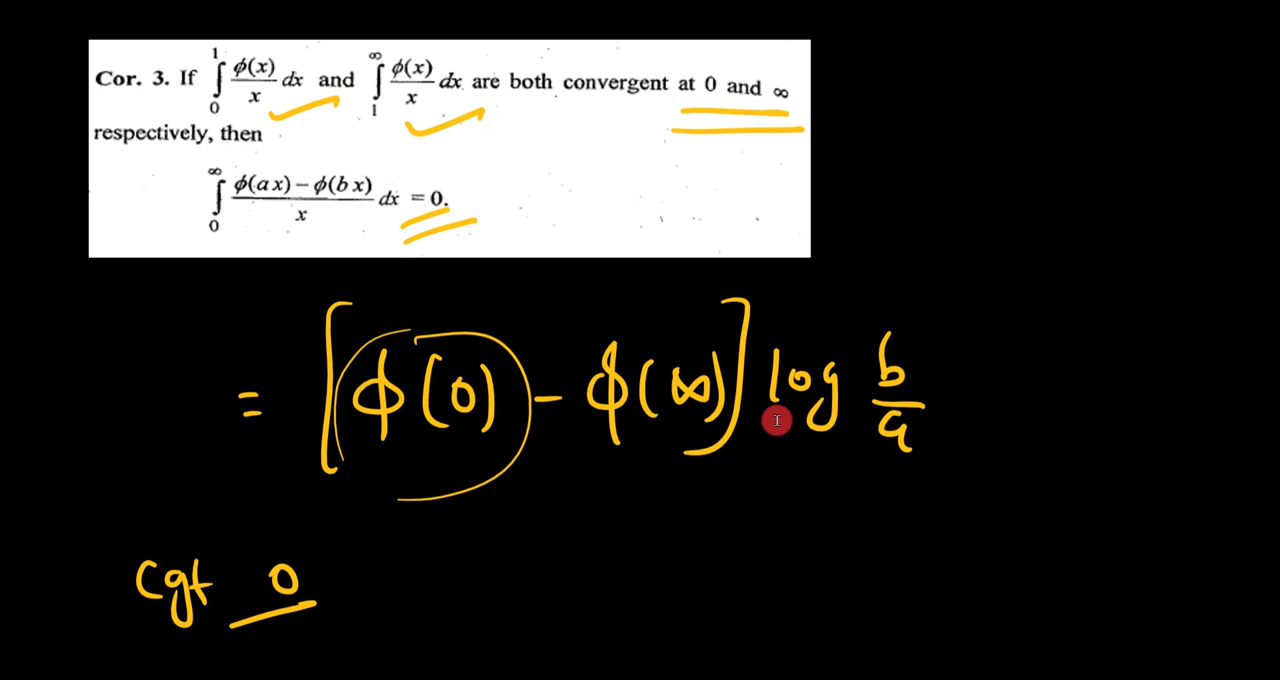 Cor. 3. If ∫₀¹ ϕ(x)/x dx and ∫₁^∞ ϕ(x)/x dx are both convergent at 0 and ∞
respectively, then
∫₀^∞ (ϕ(ax) – ϕ(bx))/x dx = 0.
= [ϕ(0) – ϕ(∞)] log b/a
Cgt 0